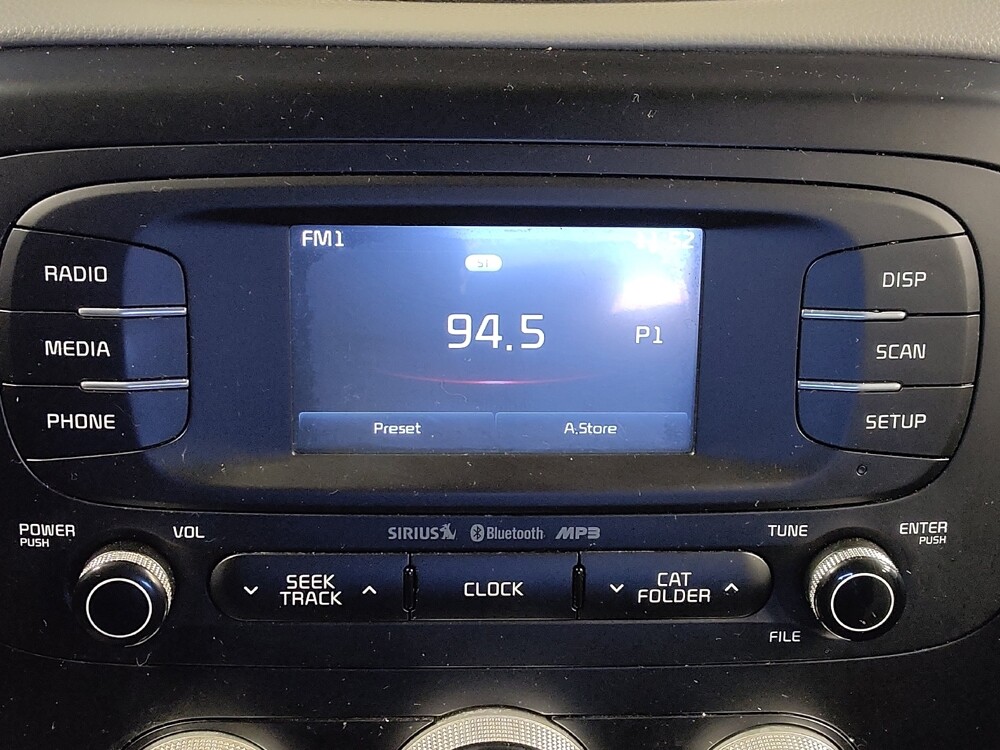 FM1
ST
94.5
P1
Preset
A.Store
RADIO
MEDIA
PHONE
DISP
SCAN
SETUP
POWER
PUSH
VOL
SIRIUS
Bluetooth
MP3
TUNE
ENTER
PUSH
SEEK
TRACK
CLOCK
CAT
FOLDER
FILE